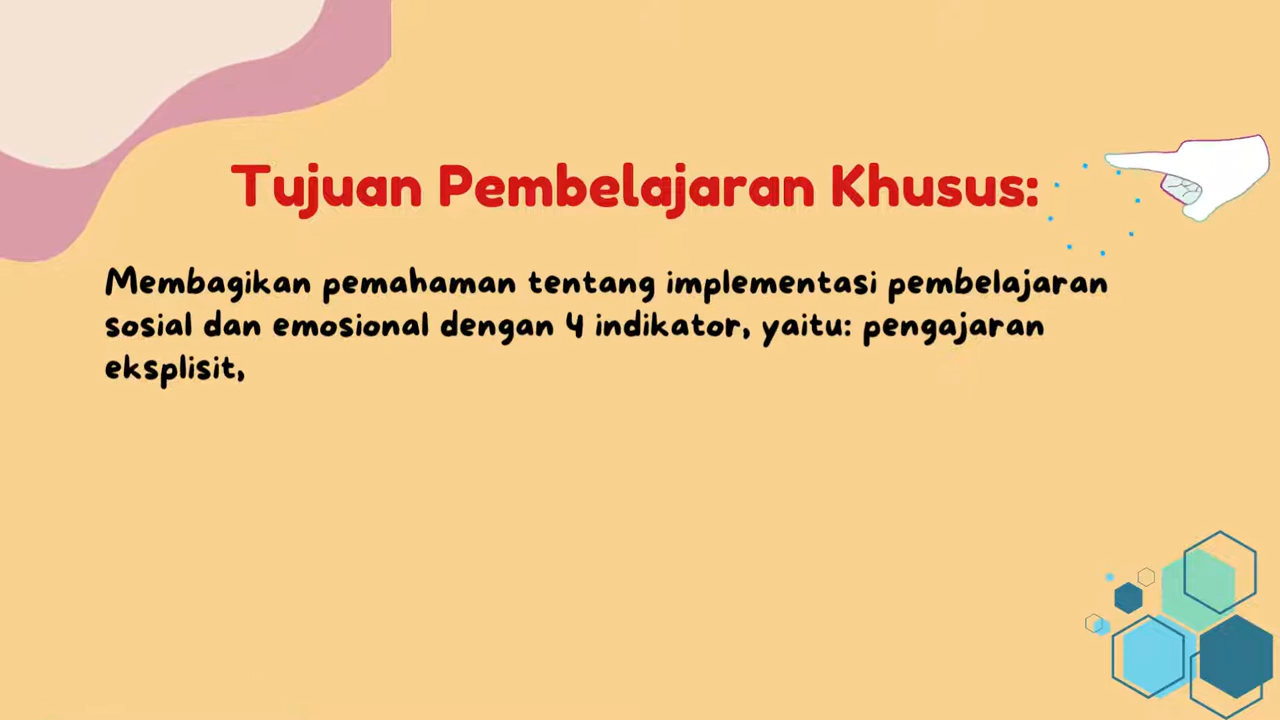 Tujuan Pembelajaran Khusus:
Membagikan pemahaman tentang implementasi pembelajaran
sosial dan emosional dengan 4 indikator, yaitu: pengajaran
eksplisit,